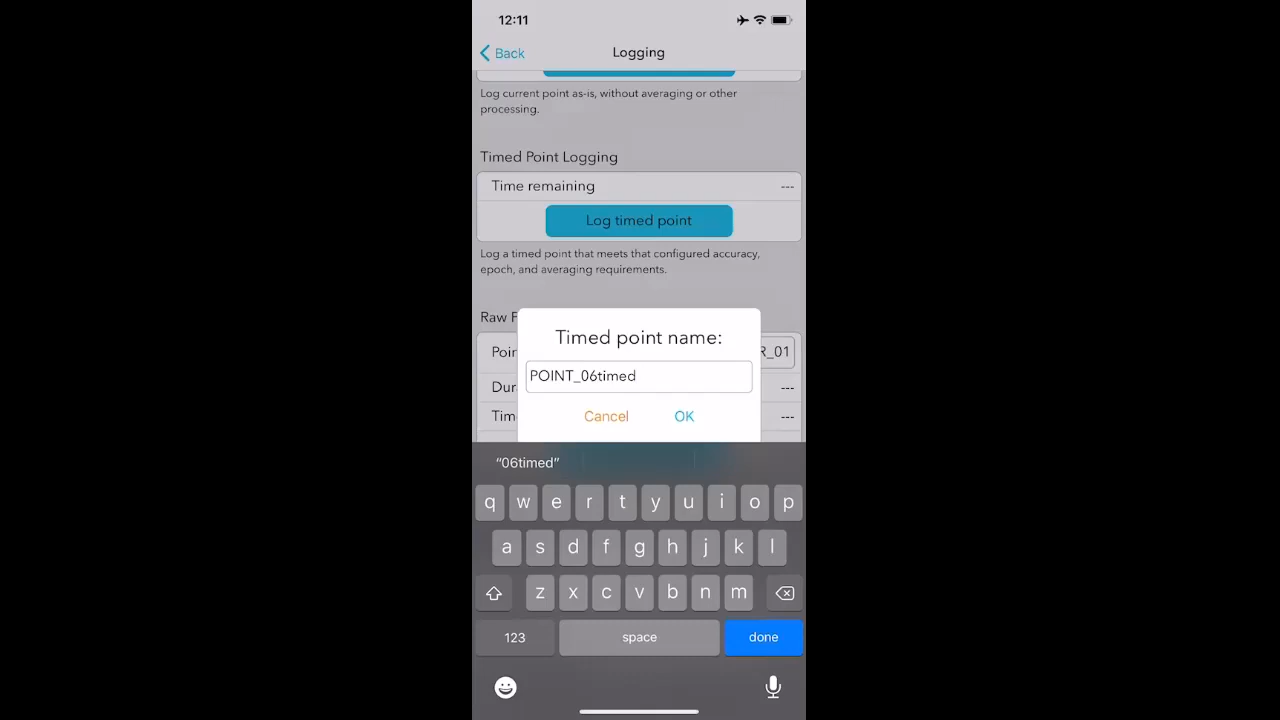 12:11
Back
Logging
Log current point as-is, without averaging or other
processing.
Timed Point Logging
Time remaining ---
Log timed point
Log a timed point that meets that configured accuracy,
epoch, and averaging requirements.
Raw
Timed point name:
R_01
POINT_06timed
---
Cancel OK
---
“06timed”
q w e r t y u i o p
a s d f g h j k l
z x c v b n m
123 space done